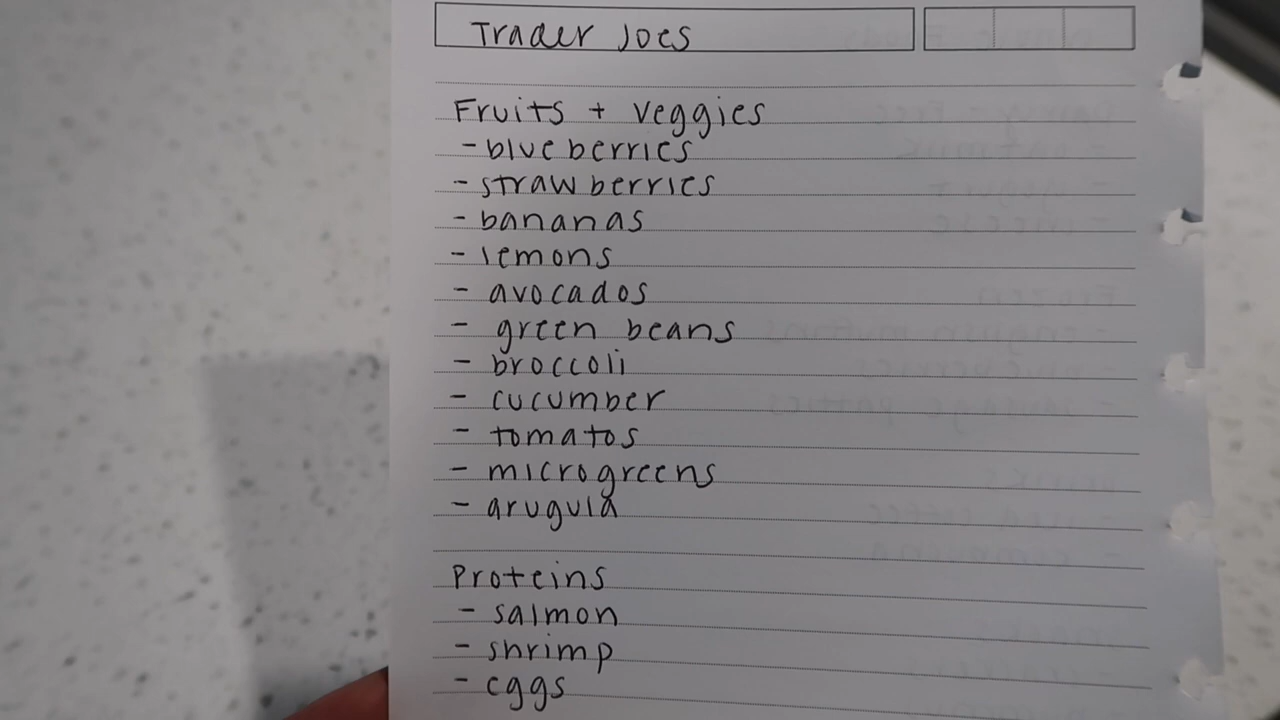 Trader Joes
Fruits + veggies
- blueberries
- strawberries
- bananas
- lemons
- avocados
- green beans
- broccoli
- cucumber
- tomatos
- microgreens
- arugula
Proteins
- salmon
- shrimp
- eggs